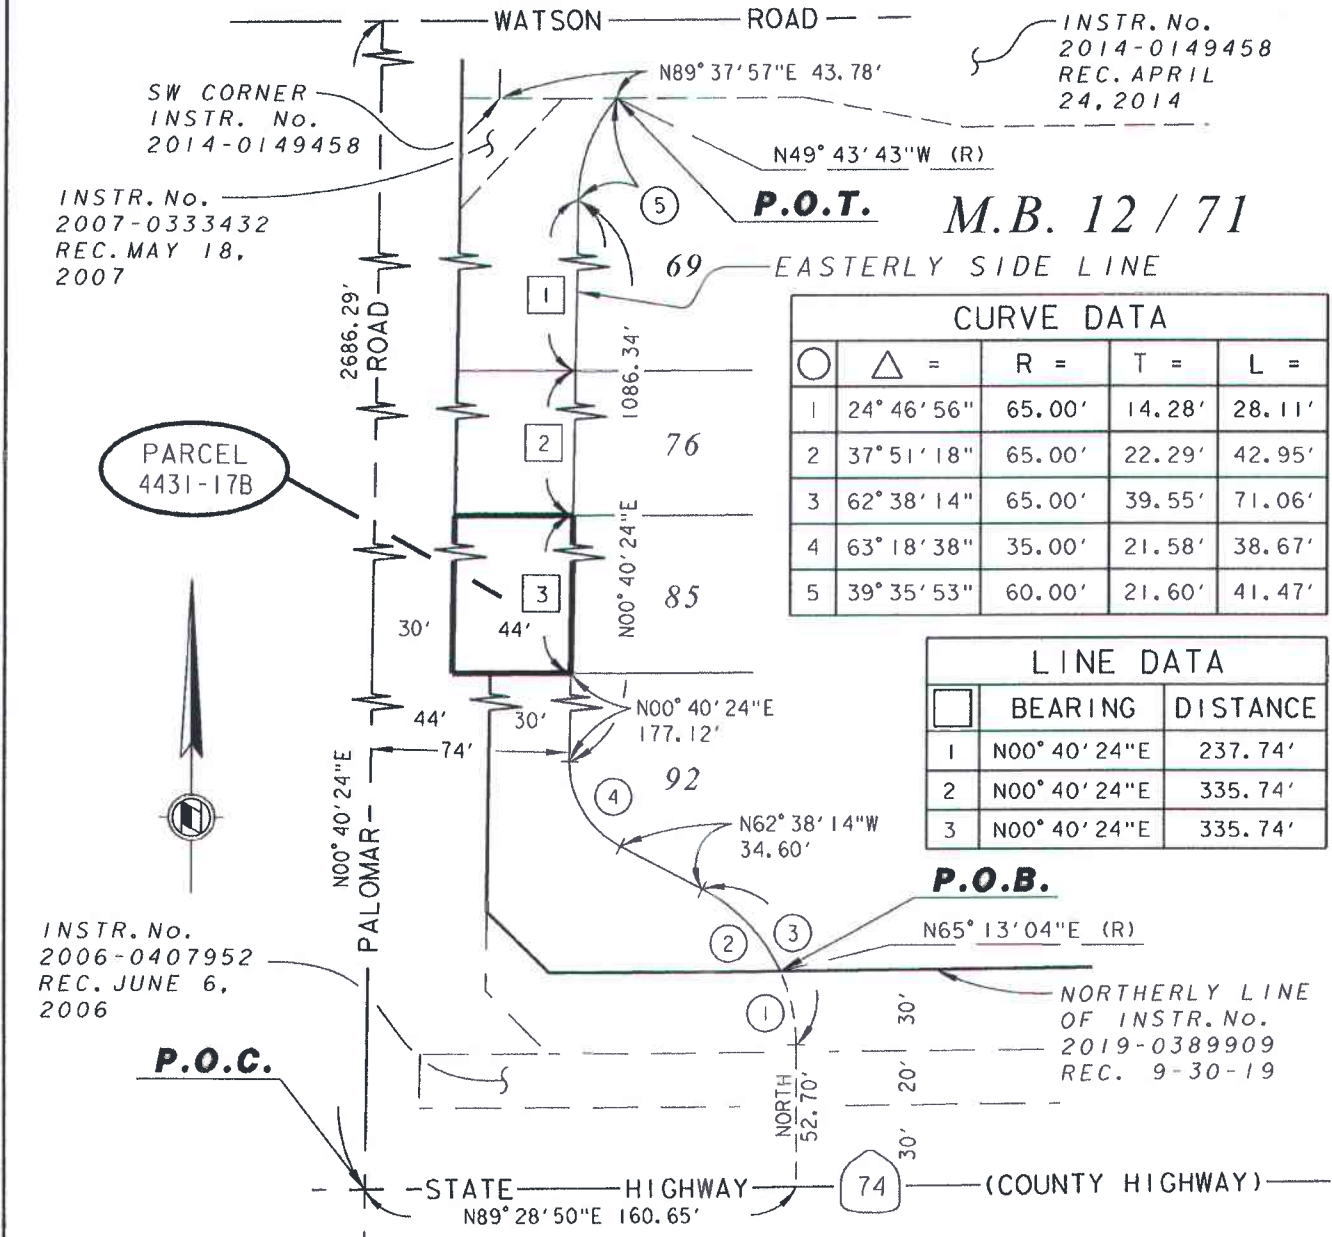 WATSON ROAD
INSTR. No.
2014-0149458
REC. APRIL
24, 2014
N89°37'57"E 43.78'
SW CORNER
INSTR. No.
2014-0149458
N49°43'43"W (R)
INSTR. No.
2007-0333432
REC. MAY 18,
2007
5
P.O.T.
M.B. 12 / 71
69
EASTERLY SIDE LINE
1
2686.29'
ROAD
1086.34'
CURVE DATA
△ = R = T = L =
1 24°46'56" 65.00' 14.28' 28.11'
2 37°51'18" 65.00' 22.29' 42.95'
3 62°38'14" 65.00' 39.55' 71.06'
4 63°18'38" 35.00' 21.58' 38.67'
5 39°35'53" 60.00' 21.60' 41.47'
PARCEL
4431-17B
2
76
N00°40'24"E
3
85
30'
44'
LINE DATA
BEARING DISTANCE
1 N00°40'24"E 237.74'
2 N00°40'24"E 335.74'
3 N00°40'24"E 335.74'
44'
30'
N00°40'24"E
177.12'
74'
92
4
N00°40'24"E
PALOMAR
N62°38'14"W
34.60'
P.O.B.
N65°13'04"E (R)
2
3
INSTR. No.
2006-0407952
REC. JUNE 6,
2006
1
30'
NORTHERLY LINE
OF INSTR. No.
2019-0389909
REC. 9-30-19
P.O.C.
NORTH
52.70'
20'
30'
STATE HIGHWAY 74 (COUNTY HIGHWAY)
N89°28'50"E 160.65'